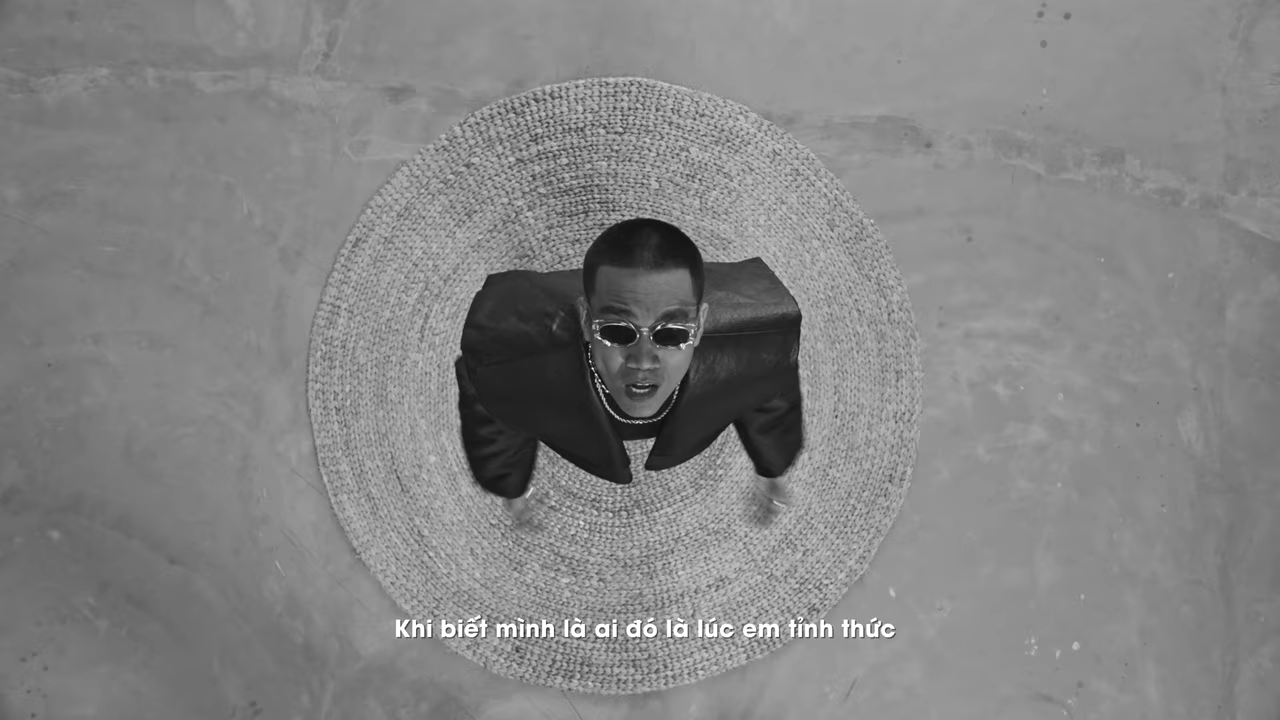 Khi biết mình là ai đó là lúc em tỉnh thức